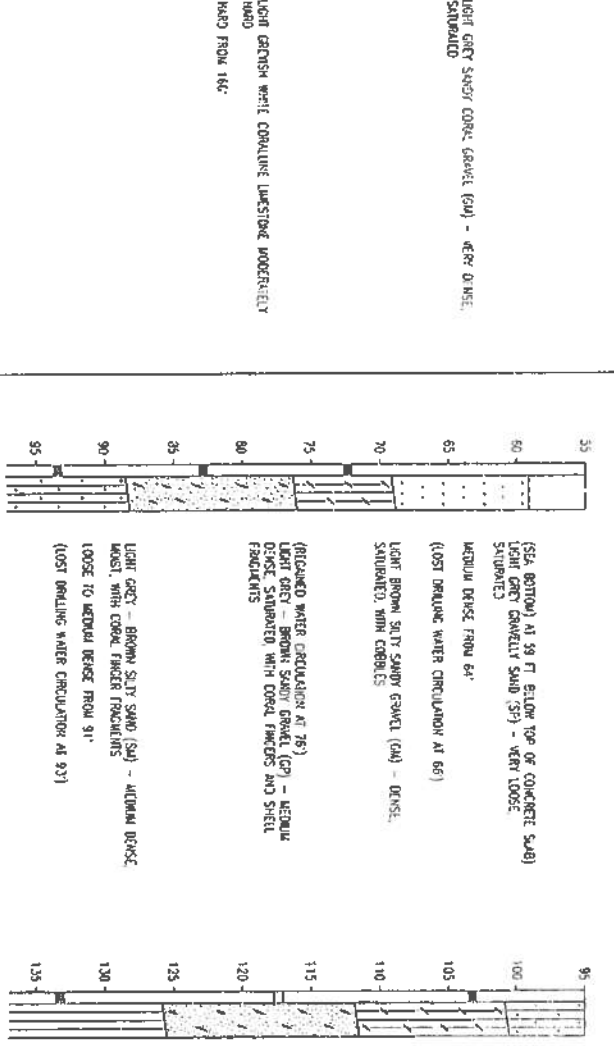 LIGHT GREY SANDY CORAL GRAVEL (GM) - VERY DENSE,
SATURATED
LIGHT GREYISH WHITE CORALLINE LIMESTONE MODERATELY
HARD
HARD FROM 160'
55
60
65
70
75
80
85
90
95
(SEA BOTTOM) AT 59 FT BELOW TOP OF CONCRETE SLAB)
LIGHT GREY GRAVELLY SAND (SP) - VERY LOOSE,
SATURATED
MEDIUM DENSE FROM 64'
(LOST DRILLING WATER CIRCULATION AT 66')
LIGHT BROWN SILTY SANDY GRAVEL (GM) - DENSE,
SATURATED, WITH COBBLES
(REGAINED WATER CIRCULATION AT 76')
LIGHT GREY - BROWN SANDY GRAVEL (GP) - MEDIUM
DENSE, SATURATED, WITH CORAL FINGERS AND SHELL
FRAGMENTS
LIGHT GREY - BROWN SILTY SAND (SM) - MEDIUM DENSE,
MOIST, WITH CORAL FINGER FRAGMENTS
LOOSE TO MEDIUM DENSE FROM 91'
(LOST DRILLING WATER CIRCULATION AT 93')
95
100
105
110
115
120
125
130
135